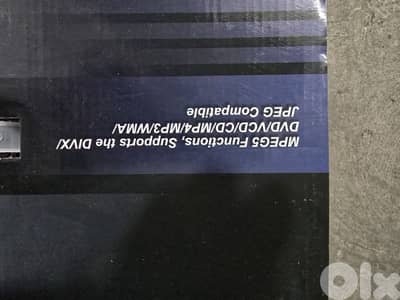 MPEG5 Functions, Supports the DIVX/
DVD/VCD/CD/MP4/MP3/WMA/
JPEG Compatible
olx